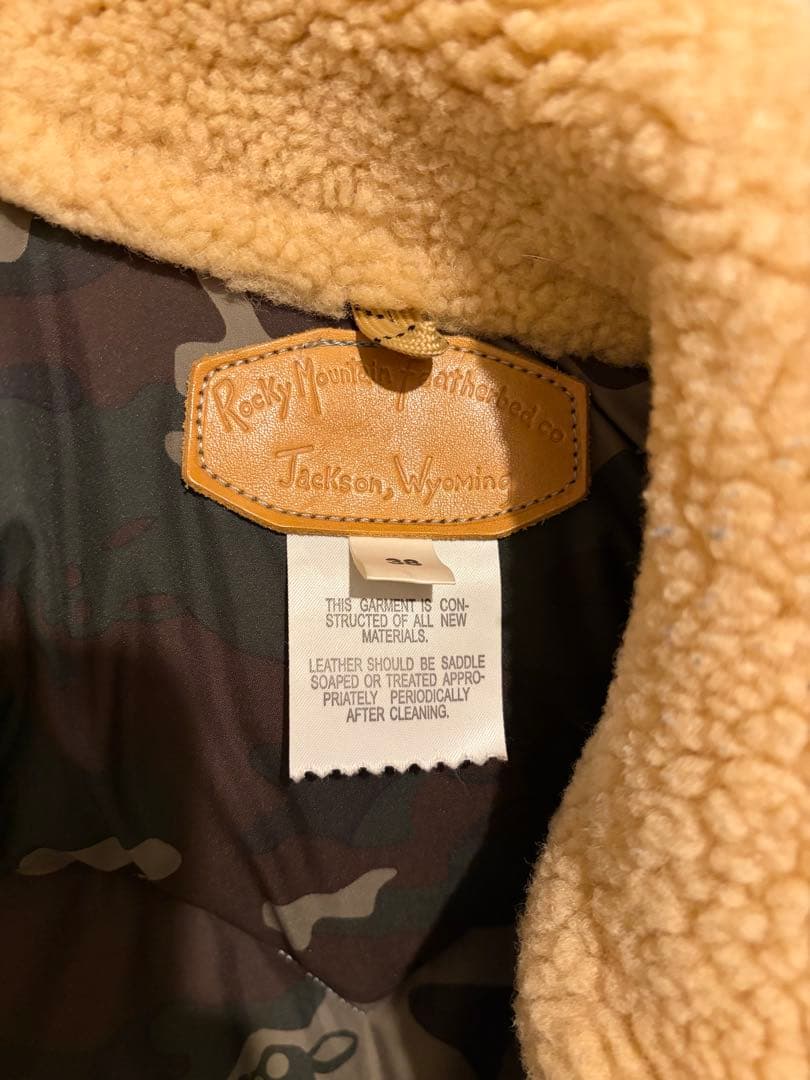 Rocky Mountain Featherbed co
Jackson, Wyoming
38
THIS GARMENT IS CON-
STRUCTED OF ALL NEW
MATERIALS.
LEATHER SHOULD BE SADDLE
SOAPED OR TREATED APPRO-
PRIATELY PERIODICALLY
AFTER CLEANING.